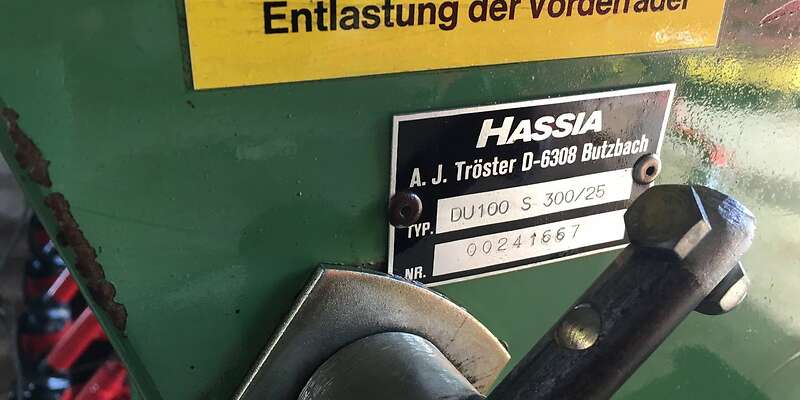 Entlastung der Vorderräder
HASSIA
A. J. Tröster D-6308 Butzbach
TYP. DU100 S 300/25
NR. 00241667